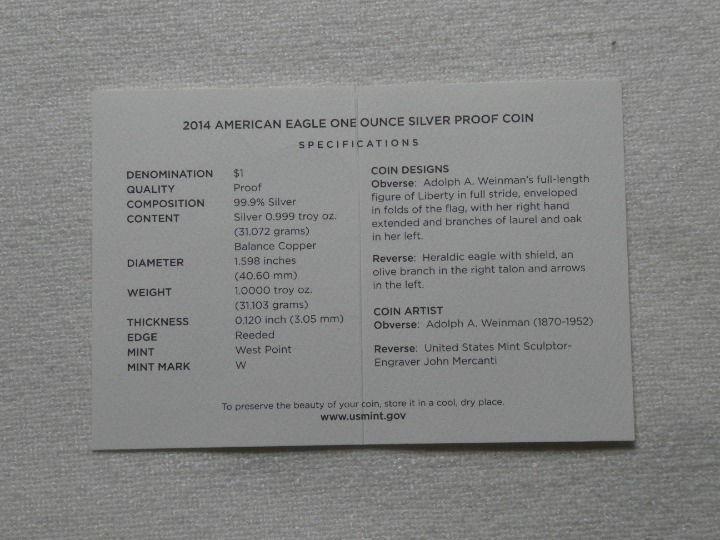 2014 AMERICAN EAGLE ONE OUNCE SILVER PROOF COIN
SPECIFICATIONS
DENOMINATION $1
QUALITY Proof
COMPOSITION 99.9% Silver
CONTENT Silver 0.999 troy oz.
(31.072 grams)
Balance Copper
DIAMETER 1.598 inches
(40.60 mm)
WEIGHT 1.0000 troy oz.
(31.103 grams)
THICKNESS 0.120 inch (3.05 mm)
EDGE Reeded
MINT West Point
MINT MARK W
COIN DESIGNS
Obverse: Adolph A. Weinman's full-length
figure of Liberty in full stride, enveloped
in folds of the flag, with her right hand
extended and branches of laurel and oak
in her left.
Reverse: Heraldic eagle with shield, an
olive branch in the right talon and arrows
in the left.
COIN ARTIST
Obverse: Adolph A. Weinman (1870-1952)
Reverse: United States Mint Sculptor-
Engraver John Mercanti
To preserve the beauty of your coin, store it in a cool, dry place.
www.usmint.gov